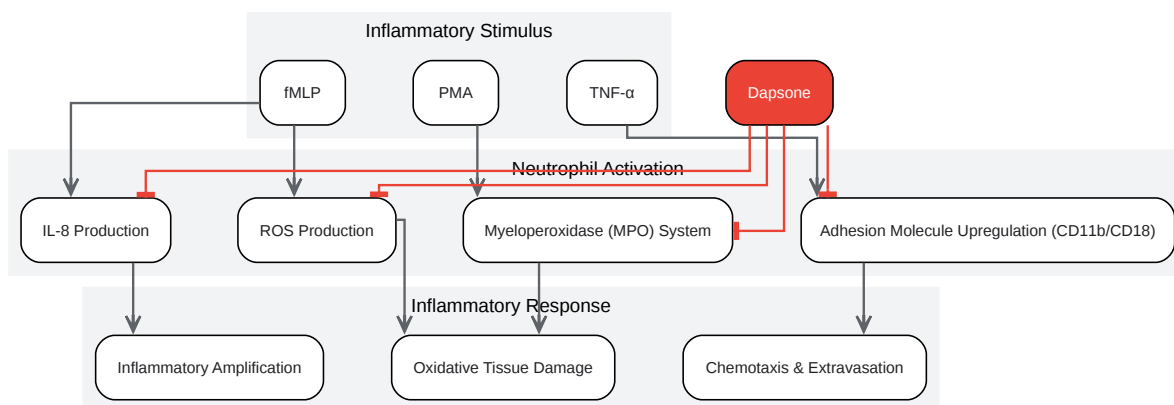 Inflammatory Stimulus
fMLP
PMA
TNF-α
Dapsone
Neutrophil Activation
IL-8 Production
ROS Production
Myeloperoxidase (MPO) System
Adhesion Molecule Upregulation (CD11b/CD18)
Inflammatory Response
Inflammatory Amplification
Oxidative Tissue Damage
Chemotaxis & Extravasation